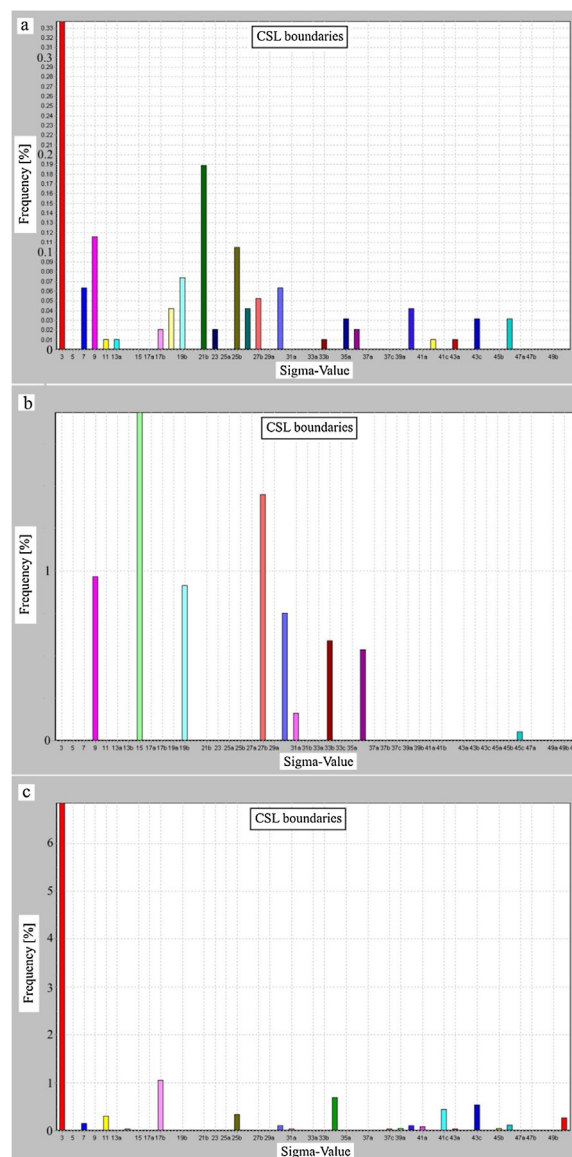 a
CSL boundaries
Frequency [%]
0.33
0.32
0.31
0.3
0.29
0.28
0.27
0.26
0.25
0.24
0.23
0.22
0.21
0.2
0.19
0.18
0.17
0.16
0.15
0.14
0.13
0.12
0.11
0.1
0.09
0.08
0.07
0.06
0.05
0.04
0.03
0.02
0.01
0
3 5 7 9 11 13a 15 17a 17b 19b 21b 23 25a 25b 27b 29a 31a 33a 33b 35a 37a 37c 39a 41a 43a 43c 47a 49b
Sigma-Value
b
CSL boundaries
Frequency [%]
1
0
3 5 7 9 11 13a 13b 15 17a 17b 19a 19b 21b 23 25a 25b 27b 29a 31a 31b 33a 33b 33c 35a 37a 37b 37c 39a 39b 41a 41b 43a 43b 43c 45a 45b 45c 47a 49a 49b
Sigma-Value
c
CSL boundaries
Frequency [%]
6
5
4
3
2
1
0
3 5 7 9 11 13a 15 17a 17b 19b 21b 23 25a 25b 27b 29a 31a 33a 33b 35a 37a 37c 39a 41a 41c 43a 43c 45b 47a 49b
Sigma-Value